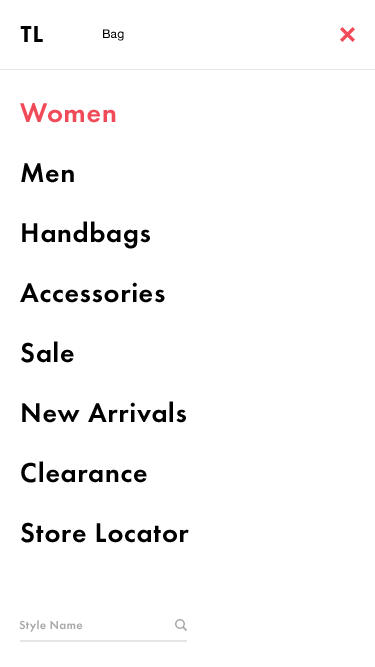 TL
Bag
Women
Men
Handbags
Accessories
Sale
New Arrivals
Clearance
Store Locator
Style Name